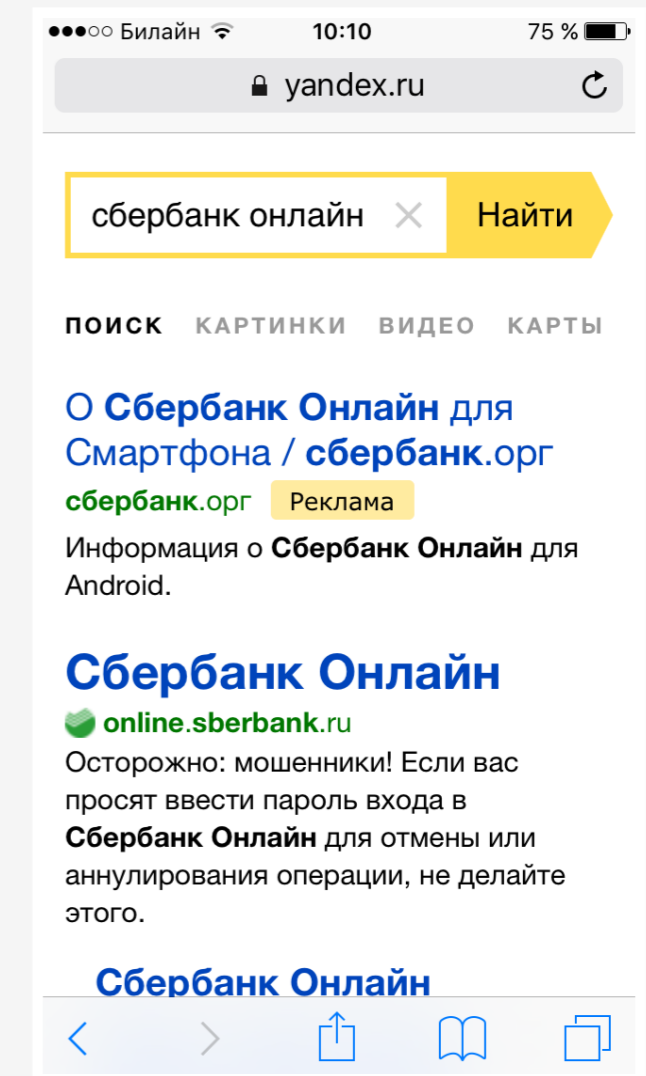 ●●●○○ Билайн 10:10 75 %
yandex.ru
сбербанк онлайн Найти
ПОИСК КАРТИНКИ ВИДЕО КАРТЫ
О Сбербанк Онлайн для
Смартфона / сбербанк.орг
сбербанк.орг Реклама
Информация о Сбербанк Онлайн для
Android.
Сбербанк Онлайн
online.sberbank.ru
Осторожно: мошенники! Если вас
просят ввести пароль входа в
Сбербанк Онлайн для отмены или
аннулирования операции, не делайте
этого.
Сбербанк Онлайн